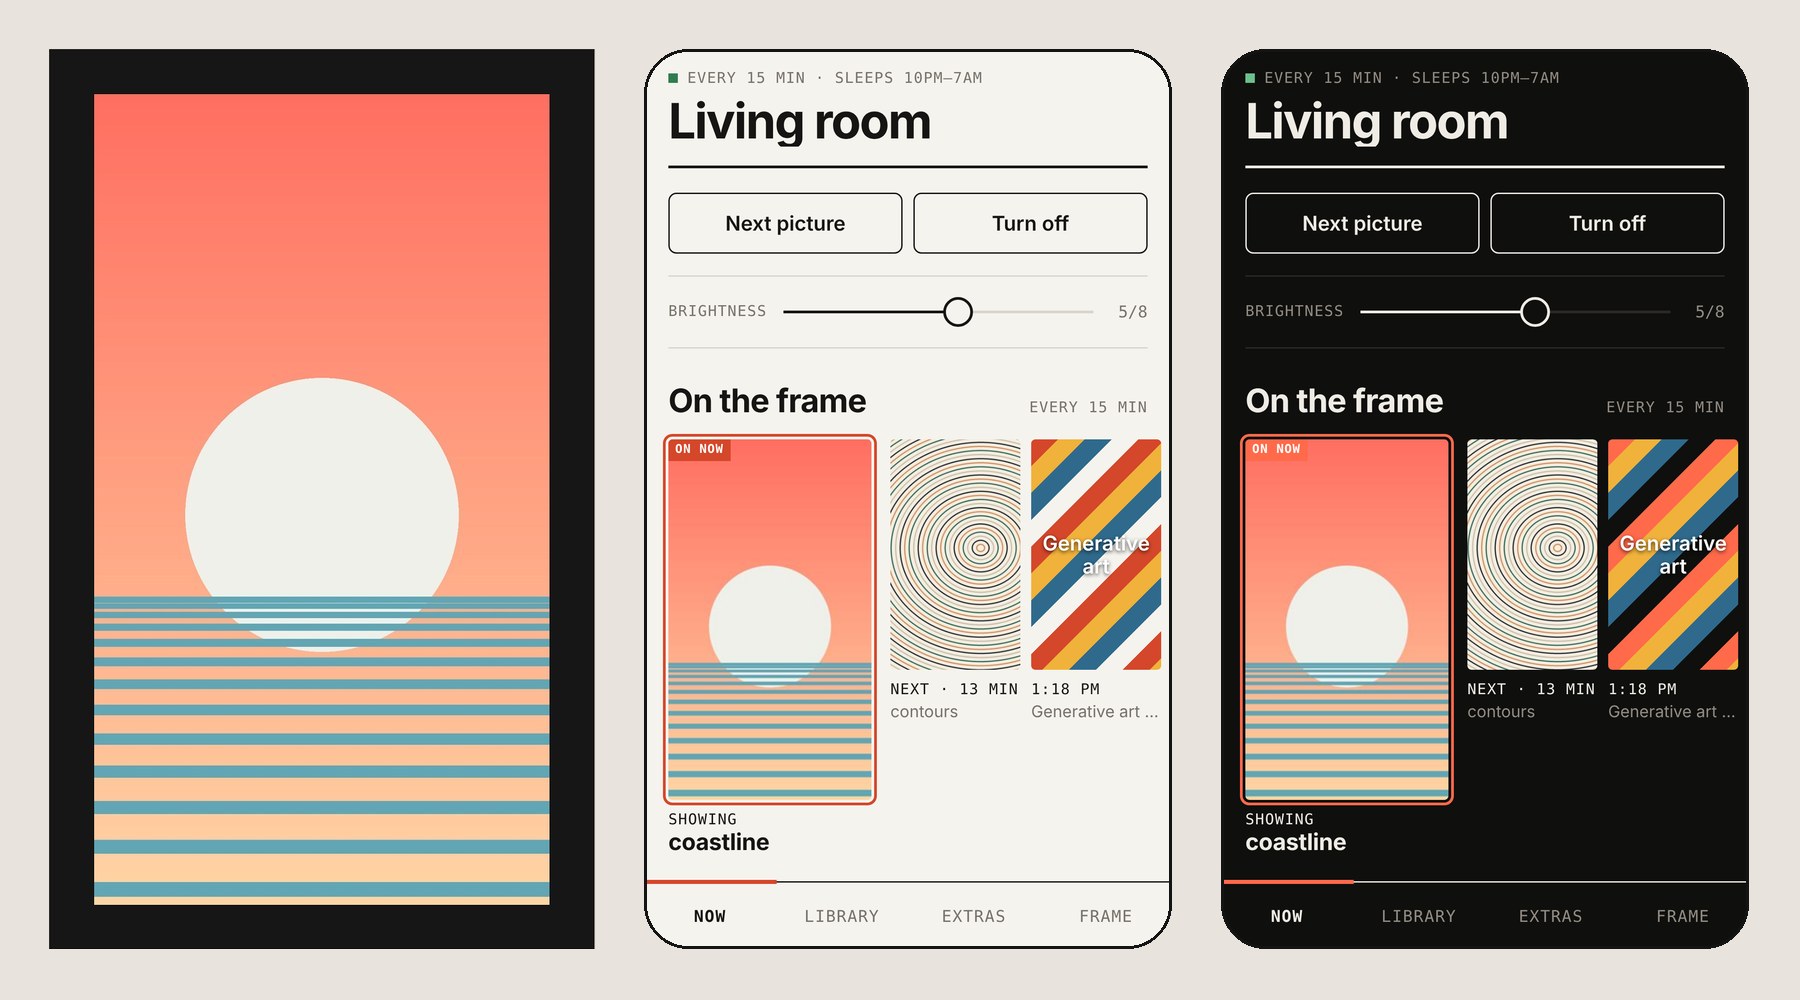 EVERY 15 MIN · SLEEPS 10PM–7AM
Living room
Next picture
Turn off
BRIGHTNESS
5/8
On the frame
EVERY 15 MIN
ON NOW
Generative
art
NEXT · 13 MIN
1:18 PM
contours
Generative art ...
SHOWING
coastline
NOW
LIBRARY
EXTRAS
FRAME
EVERY 15 MIN · SLEEPS 10PM–7AM
Living room
Next picture
Turn off
BRIGHTNESS
5/8
On the frame
EVERY 15 MIN
ON NOW
Generative
art
NEXT · 13 MIN
1:18 PM
contours
Generative art ...
SHOWING
coastline
NOW
LIBRARY
EXTRAS
FRAME